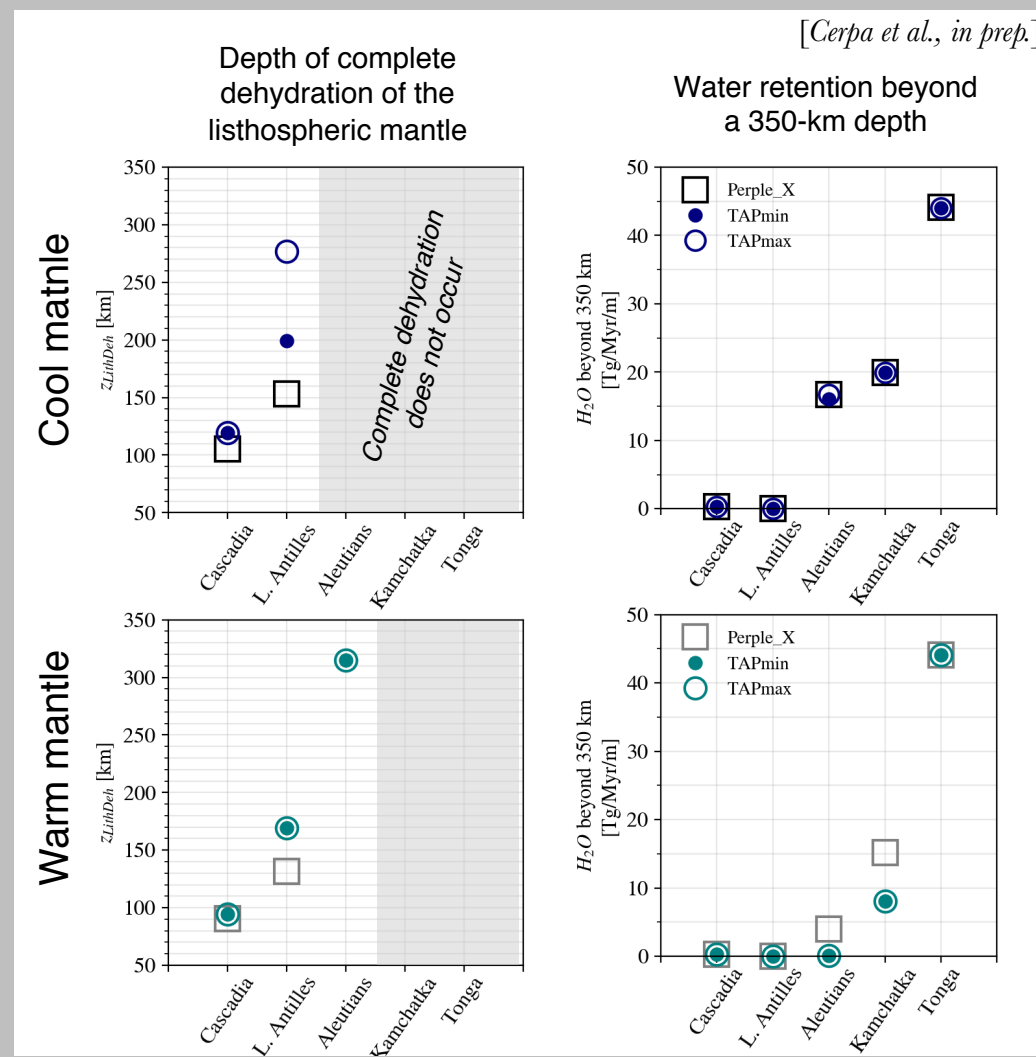 [Cerpa et al., in prep.]
Depth of complete
dehydration of the
listhospheric mantle
Water retention beyond
a 350-km depth
Cool matnle
350
300
250
200
150
100
50
z_LithDeh [km]
Complete dehydration
does not occur
Cascadia
L. Antilles
Aleutians
Kamchatka
Tonga
50
40
30
20
10
0
H₂O beyond 350 km
[Tg/Myr/m]
Perple_X
TAPmin
TAPmax
Cascadia
L. Antilles
Aleutians
Kamchatka
Tonga
Warm mantle
350
300
250
200
150
100
50
z_LithDeh [km]
Cascadia
L. Antilles
Aleutians
Kamchatka
Tonga
50
40
30
20
10
0
H₂O beyond 350 km
[Tg/Myr/m]
Perple_X
TAPmin
TAPmax
Cascadia
L. Antilles
Aleutians
Kamchatka
Tonga